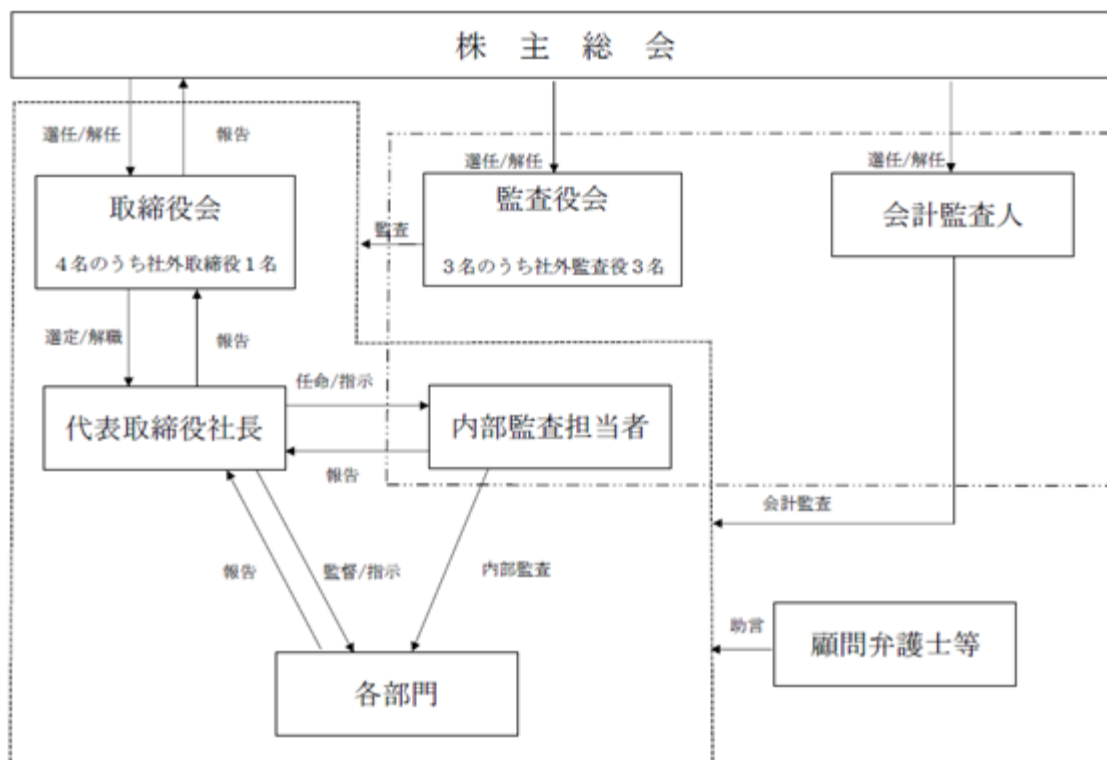 株 主 総 会
選任/解任
報告
選任/解任
選任/解任
取締役会
4名のうち社外取締役1名
監査
監査役会
3名のうち社外監査役3名
会計監査人
選定/解職
報告
任命/指示
代表取締役社長
内部監査担当者
報告
会計監査
報告
監督/指示
内部監査
助言
顧問弁護士等
各部門